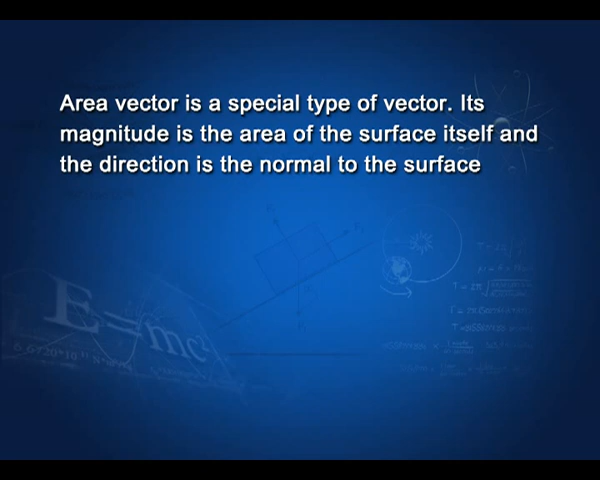 Area vector is a special type of vector. Its
magnitude is the area of the surface itself and
the direction is the normal to the surface
E=mc²